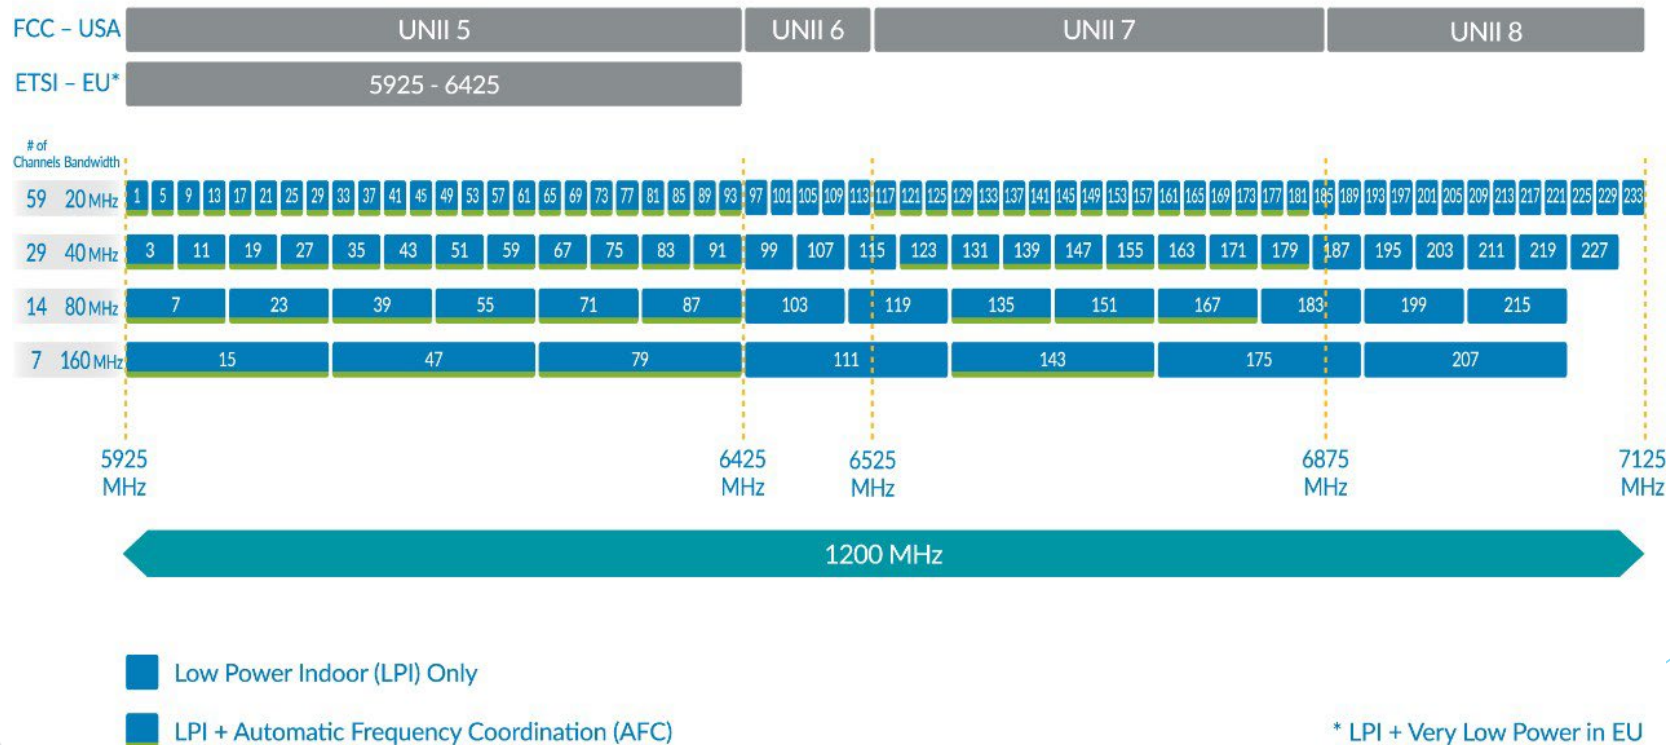 FCC – USA UNII 5 UNII 6 UNII 7 UNII 8
ETSI – EU* 5925 - 6425
# of
Channels Bandwidth
59 20 MHz 1 5 9 13 17 21 25 29 33 37 41 45 49 53 57 61 65 69 73 77 81 85 89 93 97 101 105 109 113 117 121 125 129 133 137 141 145 149 153 157 161 165 169 173 177 181 185 189 193 197 201 205 209 213 217 221 225 229 233
29 40 MHz 3 11 19 27 35 43 51 59 67 75 83 91 99 107 115 123 131 139 147 155 163 171 179 187 195 203 211 219 227
14 80 MHz 7 23 39 55 71 87 103 119 135 151 167 183 199 215
7 160 MHz 15 47 79 111 143 175 207
5925 6425 6525 6875 7125
MHz MHz MHz MHz MHz
1200 MHz
Low Power Indoor (LPI) Only
LPI + Automatic Frequency Coordination (AFC) * LPI + Very Low Power in EU